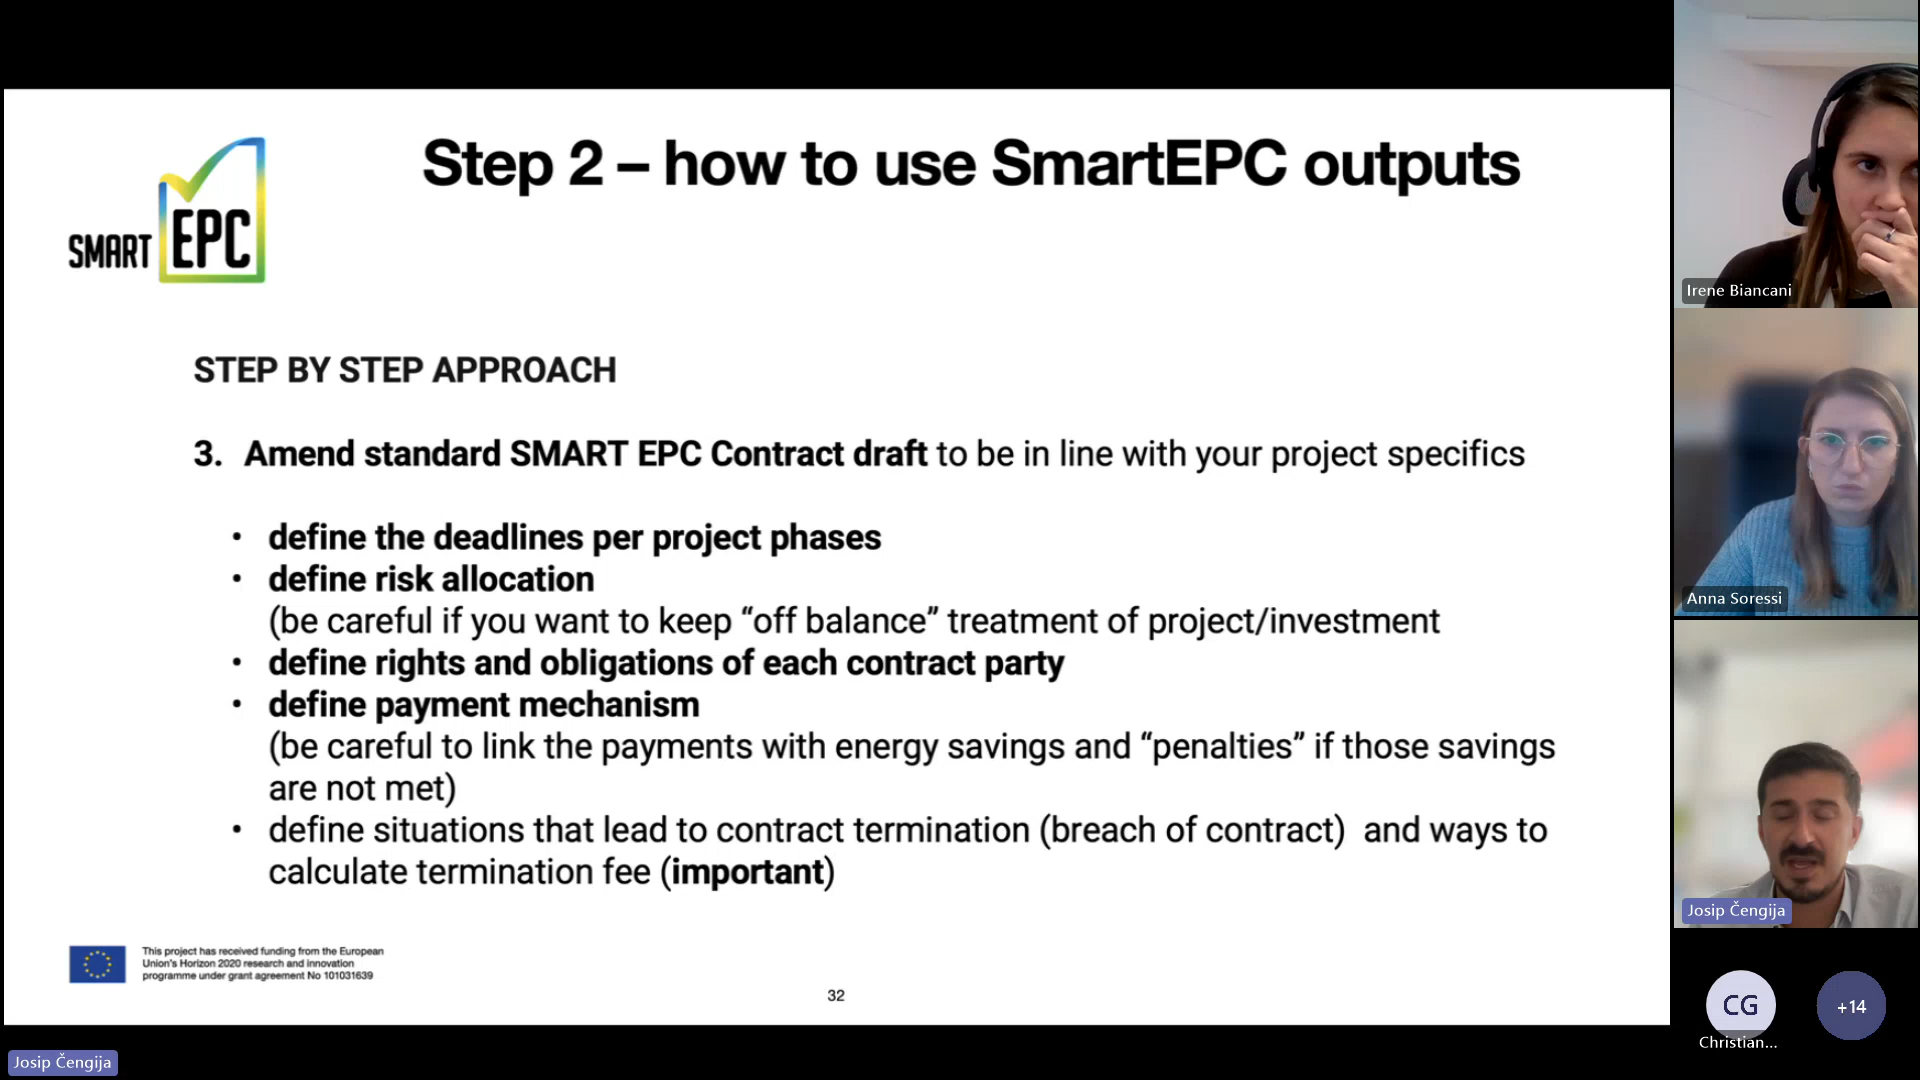 Step 2 – how to use SmartEPC outputs
SMART EPC
STEP BY STEP APPROACH
3. Amend standard SMART EPC Contract draft to be in line with your project specifics
• define the deadlines per project phases
• define risk allocation
(be careful if you want to keep “off balance” treatment of project/investment
• define rights and obligations of each contract party
• define payment mechanism
(be careful to link the payments with energy savings and “penalties” if those savings
are not met)
• define situations that lead to contract termination (breach of contract)  and ways to
calculate termination fee (important)
This project has received funding from the European
Union's Horizon 2020 research and innovation
programme under grant agreement No 101031639
32
Josip Čengija
Irene Biancani
Anna Soressi
Josip Čengija
CG
Christian...
+14